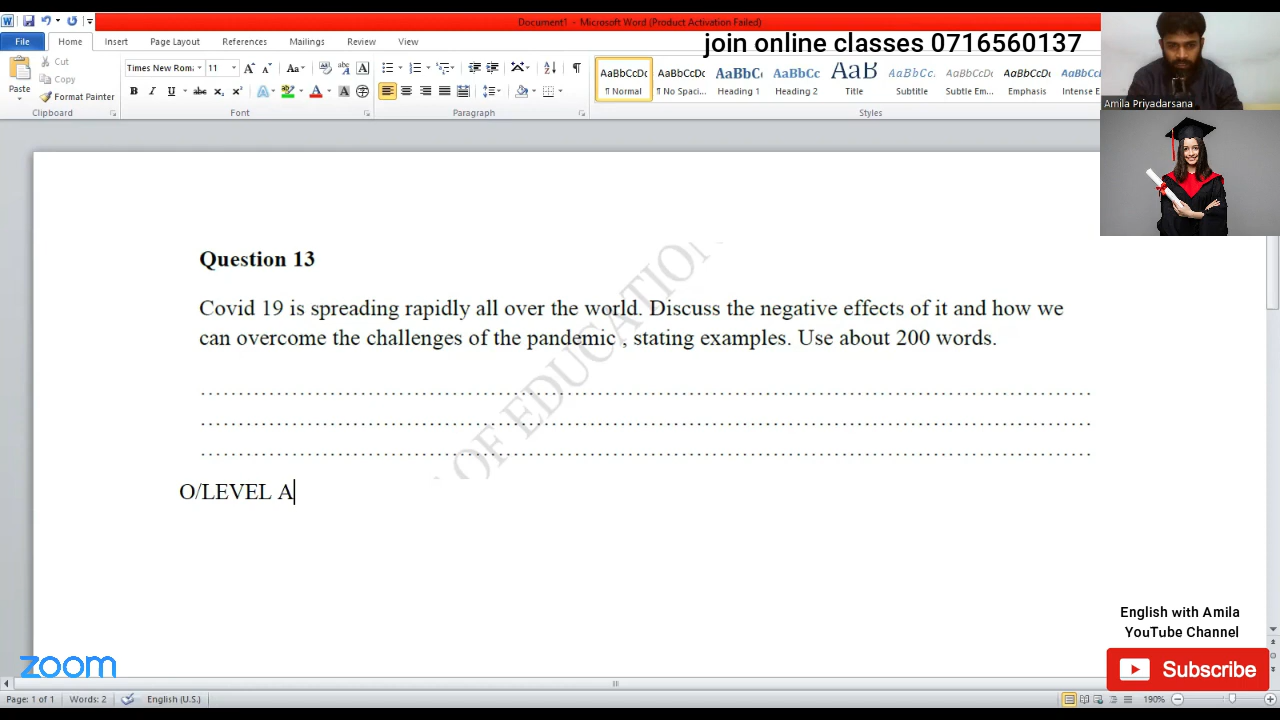 Document1 - Microsoft Word (Product Activation Failed)
File Home Insert Page Layout References Mailings Review View
join online classes 0716560137
Paste
Cut
Copy
Format Painter
Times New Rom 11
AaBbCcDc AaBbCcDc AaBbC AaBbCc AaB AaBbCc. AaBbCcDc AaBbCcDc AaBbCcDc
¶ Normal ¶ No Spaci... Heading 1 Heading 2 Title Subtitle Subtle Em... Emphasis Intense E
Clipboard Font Paragraph Styles
Amila Priyadarsana
Question 13
Covid 19 is spreading rapidly all over the world. Discuss the negative effects of it and how we
can overcome the challenges of the pandemic , stating examples. Use about 200 words.
OF EDUCATION
O/LEVEL A
English with Amila
YouTube Channel
Subscribe
zoom
Page: 1 of 1 Words: 2 English (U.S.) 190%